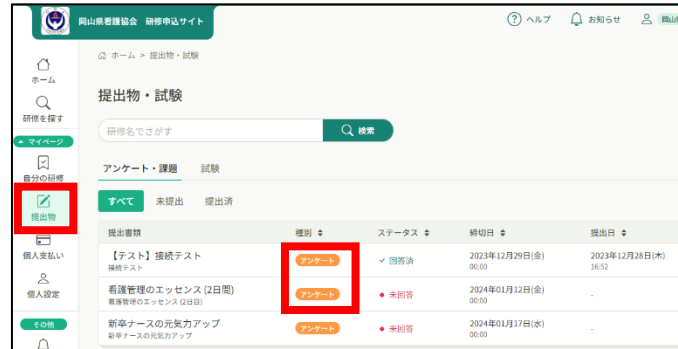 岡山県看護協会 研修申込サイト
ヘルプ
お知らせ
ホーム
ホーム > 提出物・試験
研修を探す
提出物・試験
研修名でさがす
検索
マイページ
自分の研修
アンケート・課題 試験
提出物
すべて 未提出 提出済
提出書類 種別 ステータス 締切日 提出日
個人支払い
【テスト】接続テスト アンケート 回答済 2023年12月29日(金) 2023年12月28日(木)
接続テスト 00:00 16:52
個人設定
看護管理のエッセンス (2日間) アンケート 未回答 2024年01月12日(金) -
看護管理のエッセンス (2日目) 00:00
その他
新卒ナースの元気力アップ アンケート 未回答 2024年01月17日(水) -
新卒ナースの元気力アップ 00:00